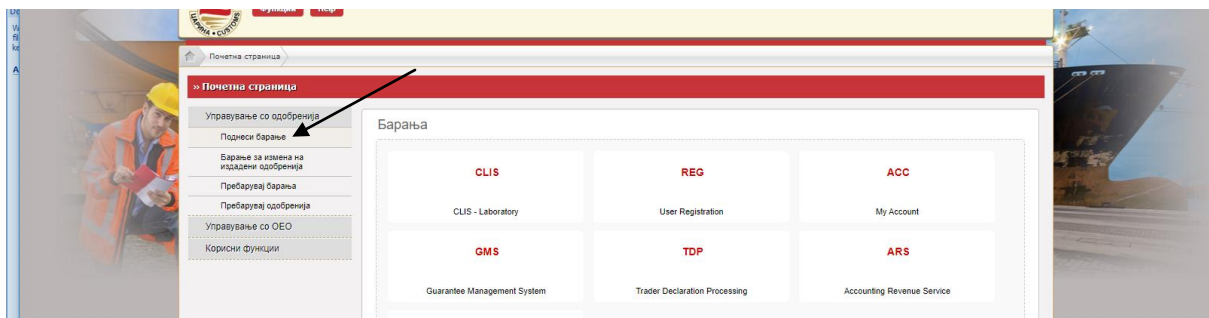 ЦАРИНА • CUSTOMS
Функции Help
Почетна страница
» Почетна страница
Управување со одобренија
Поднеси барање
Барање за измена на
издадени одобренија
Пребарувај барања
Пребарувај одобренија
Управување со ОЕО
Корисни функции
Барања
CLIS
REG
ACC
CLIS - Laboratory
User Registration
My Account
GMS
TDP
ARS
Guarantee Management System
Trader Declaration Processing
Accounting Revenue Service